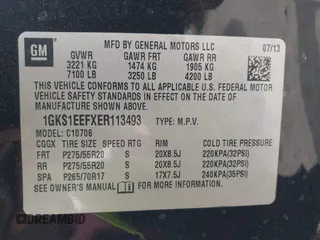 GM
MFD BY GENERAL MOTORS LLC 07/13
GVWR GAWR FRT GAWR RR
3221 KG 1474 KG 1905 KG
7100 LB 3250 LB 4200 LB
THIS VEHICLE CONFORMS TO ALL APPLICABLE U.S. FEDERAL
MOTOR VEHICLE SAFETY AND THEFT PREVENTION STANDARDS
IN EFFECT ON THE DATE OF MANUFACTURE SHOWN ABOVE.
1GKS1EEFXER113493 TYPE: M.P.V.
MODEL: C10706
CGGX TIRE SIZE SPEED RTG RIM COLD TIRE PRESSURE
FRT P275/55R20 S 20X8.5J 220KPA(32PSI)
RR P275/55R20 S 20X8.5J 220KPA(32PSI)
SPA P265/70R17 S 17X7.5J 240KPA(35PSI)
SEE OWNER'S MANUAL FOR ADDITIONAL INFORMATION.
DREAMBID